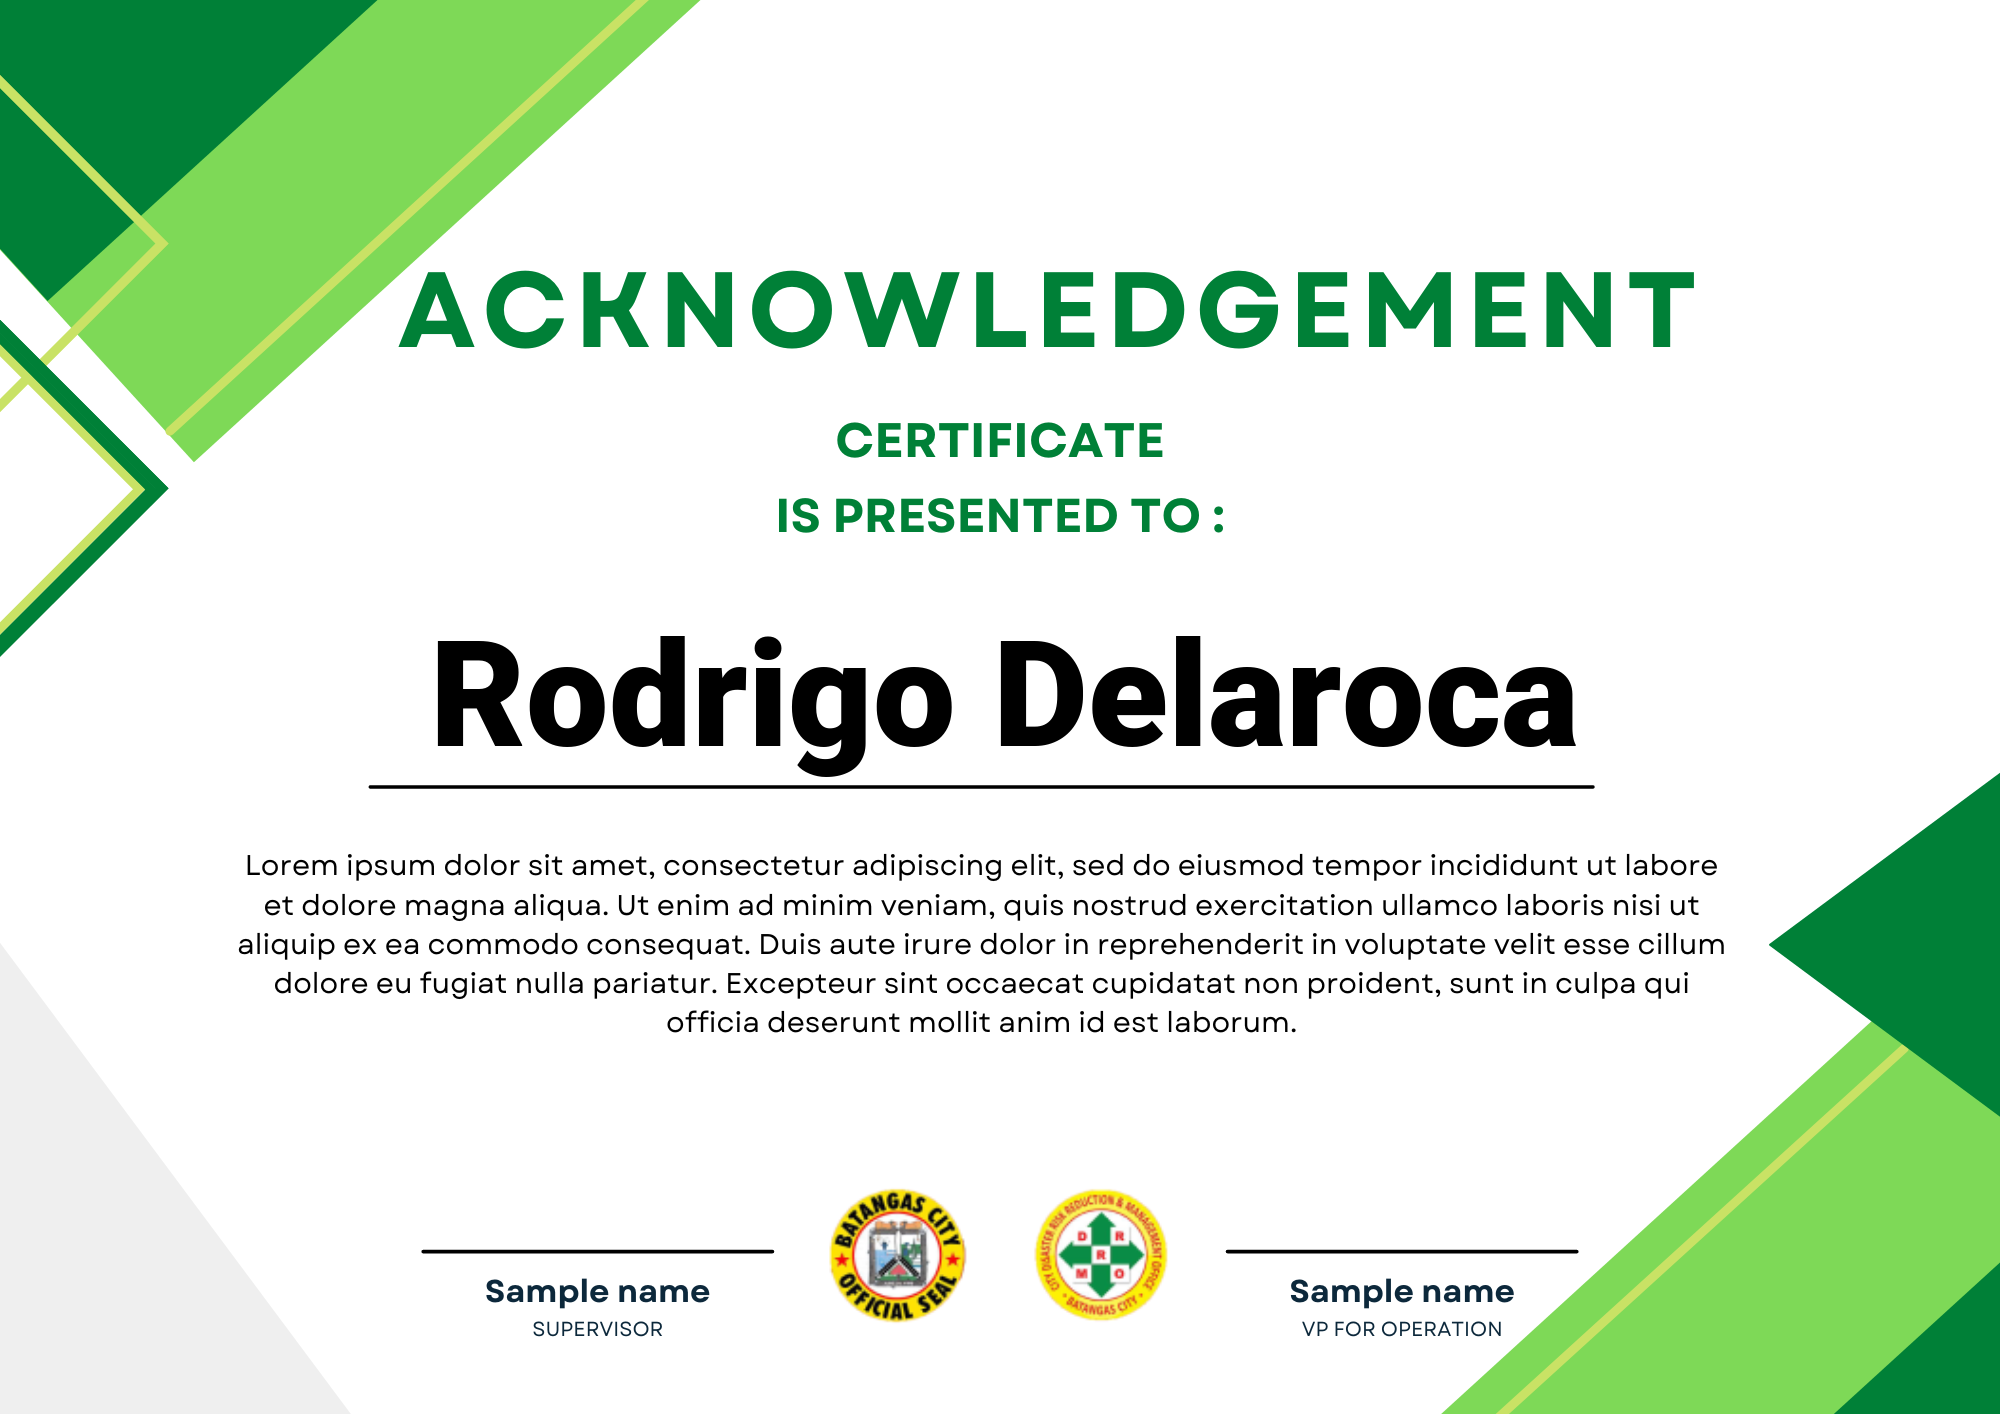 ACKNOWLEDGEMENT
CERTIFICATE
IS PRESENTED TO :
Rodrigo Delaroca
Lorem ipsum dolor sit amet, consectetur adipiscing elit, sed do eiusmod tempor incididunt ut labore
et dolore magna aliqua. Ut enim ad minim veniam, quis nostrud exercitation ullamco laboris nisi ut
aliquip ex ea commodo consequat. Duis aute irure dolor in reprehenderit in voluptate velit esse cillum
dolore eu fugiat nulla pariatur. Excepteur sint occaecat cupidatat non proident, sunt in culpa qui
officia deserunt mollit anim id est laborum.
BATANGAS CITY
OFFICIAL SEAL
CITY DISASTER RISK REDUCTION & MANAGEMENT OFFICE
D R
R
M O
BATANGAS CITY
Sample name
SUPERVISOR
Sample name
VP FOR OPERATION